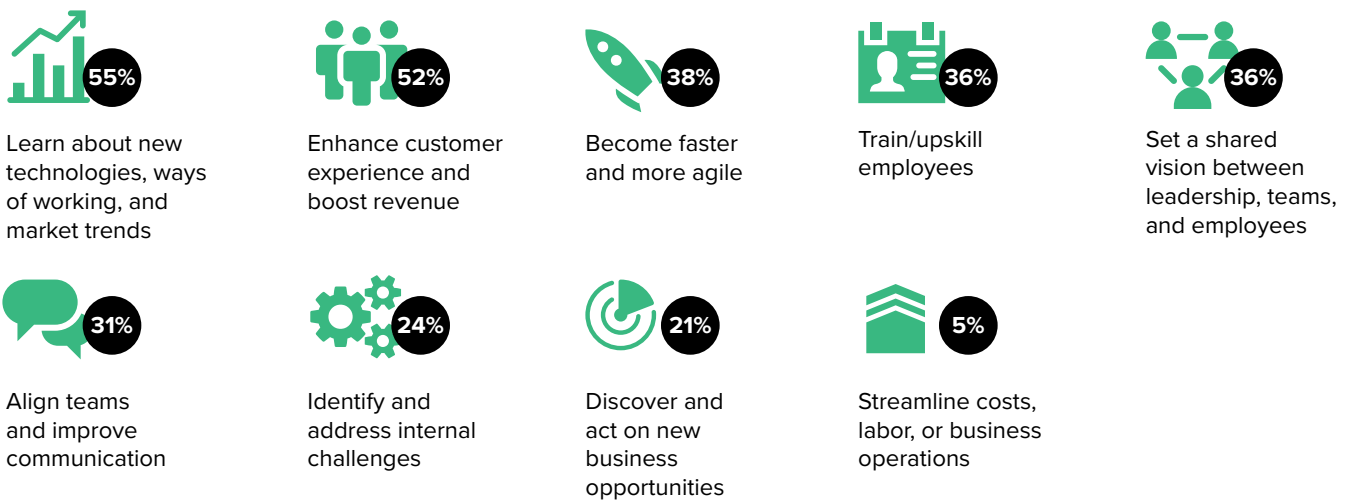 55%
Learn about new
technologies, ways
of working, and
market trends
52%
Enhance customer
experience and
boost revenue
38%
Become faster
and more agile
36%
Train/upskill
employees
36%
Set a shared
vision between
leadership, teams,
and employees
31%
Align teams
and improve
communication
24%
Identify and
address internal
challenges
21%
Discover and
act on new
business
opportunities
5%
Streamline costs,
labor, or business
operations